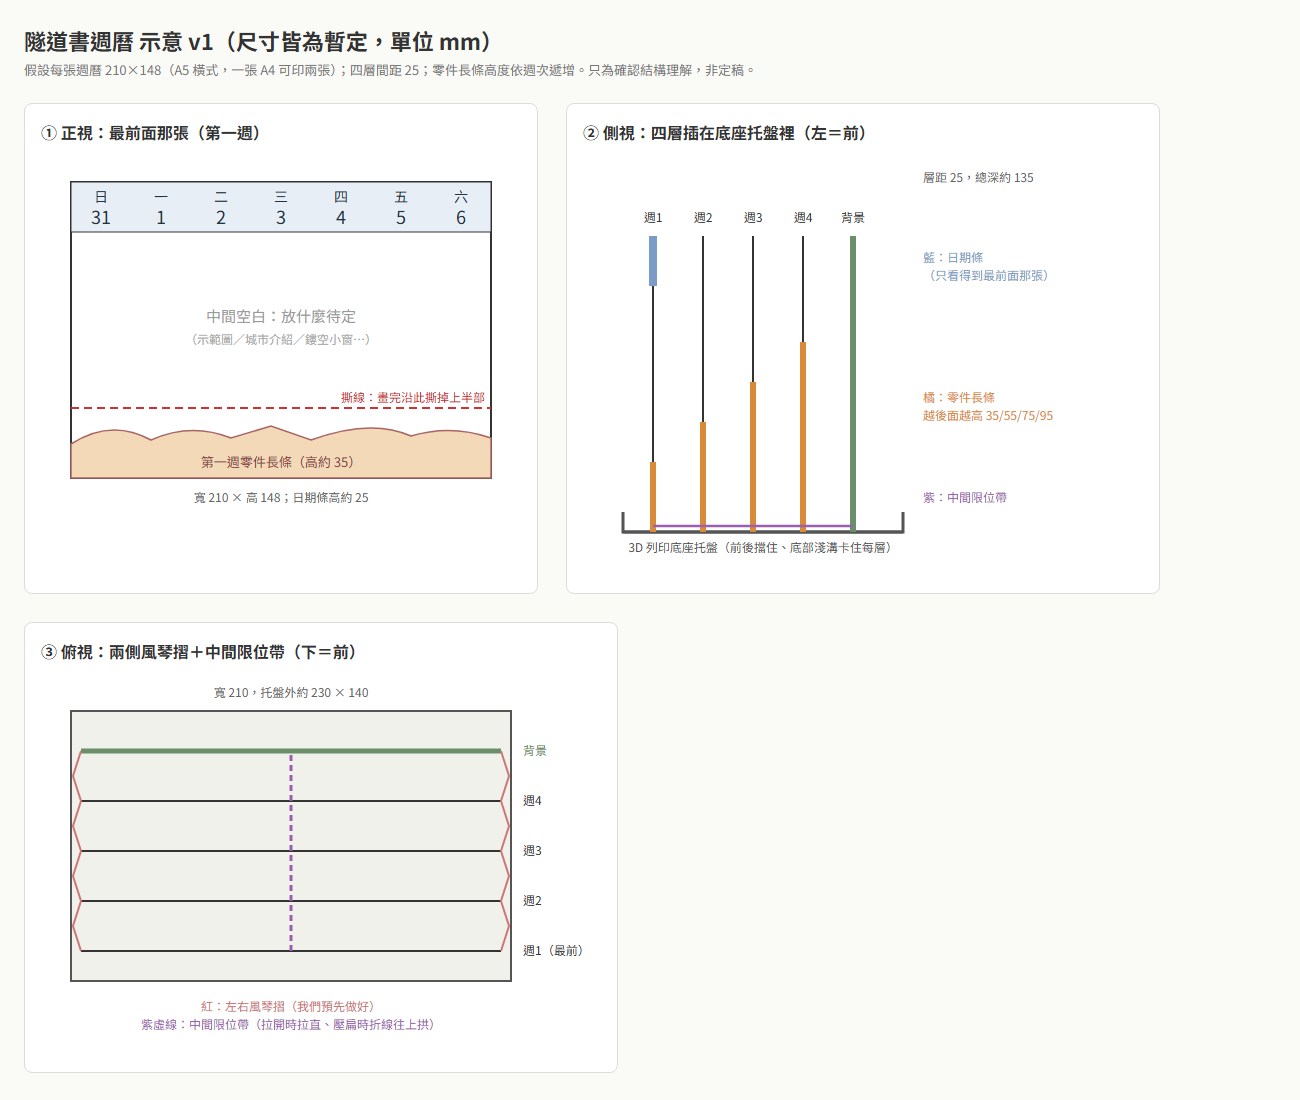 隧道書週曆 示意 v1（尺寸皆為暫定，單位 mm）
假設每張週曆 210×148（A5 橫式，一張 A4 可印兩張）；四層間距 25；零件長條高度依週次遞增。只為確認結構理解，非定稿。
① 正視：最前面那張（第一週）
日 一 二 三 四 五 六
31 1 2 3 4 5 6
中間空白：放什麼待定
（示範圖／城市介紹／鏤空小窗…）
撕線：畫完沿此撕掉上半部
第一週零件長條（高約 35）
寬 210 × 高 148；日期條高約 25
② 側視：四層插在底座托盤裡（左＝前）
層距 25，總深約 135
週1 週2 週3 週4 背景
藍：日期條
（只看得到最前面那張）
橘：零件長條
越後面越高 35/55/75/95
紫：中間限位帶
3D 列印底座托盤（前後擋住、底部淺溝卡住每層）
③ 俯視：兩側風琴摺＋中間限位帶（下＝前）
寬 210，托盤外約 230 × 140
背景
週4
週3
週2
週1（最前）
紅：左右風琴摺（我們預先做好）
紫虛線：中間限位帶（拉開時拉直、壓扁時折線往上拱）